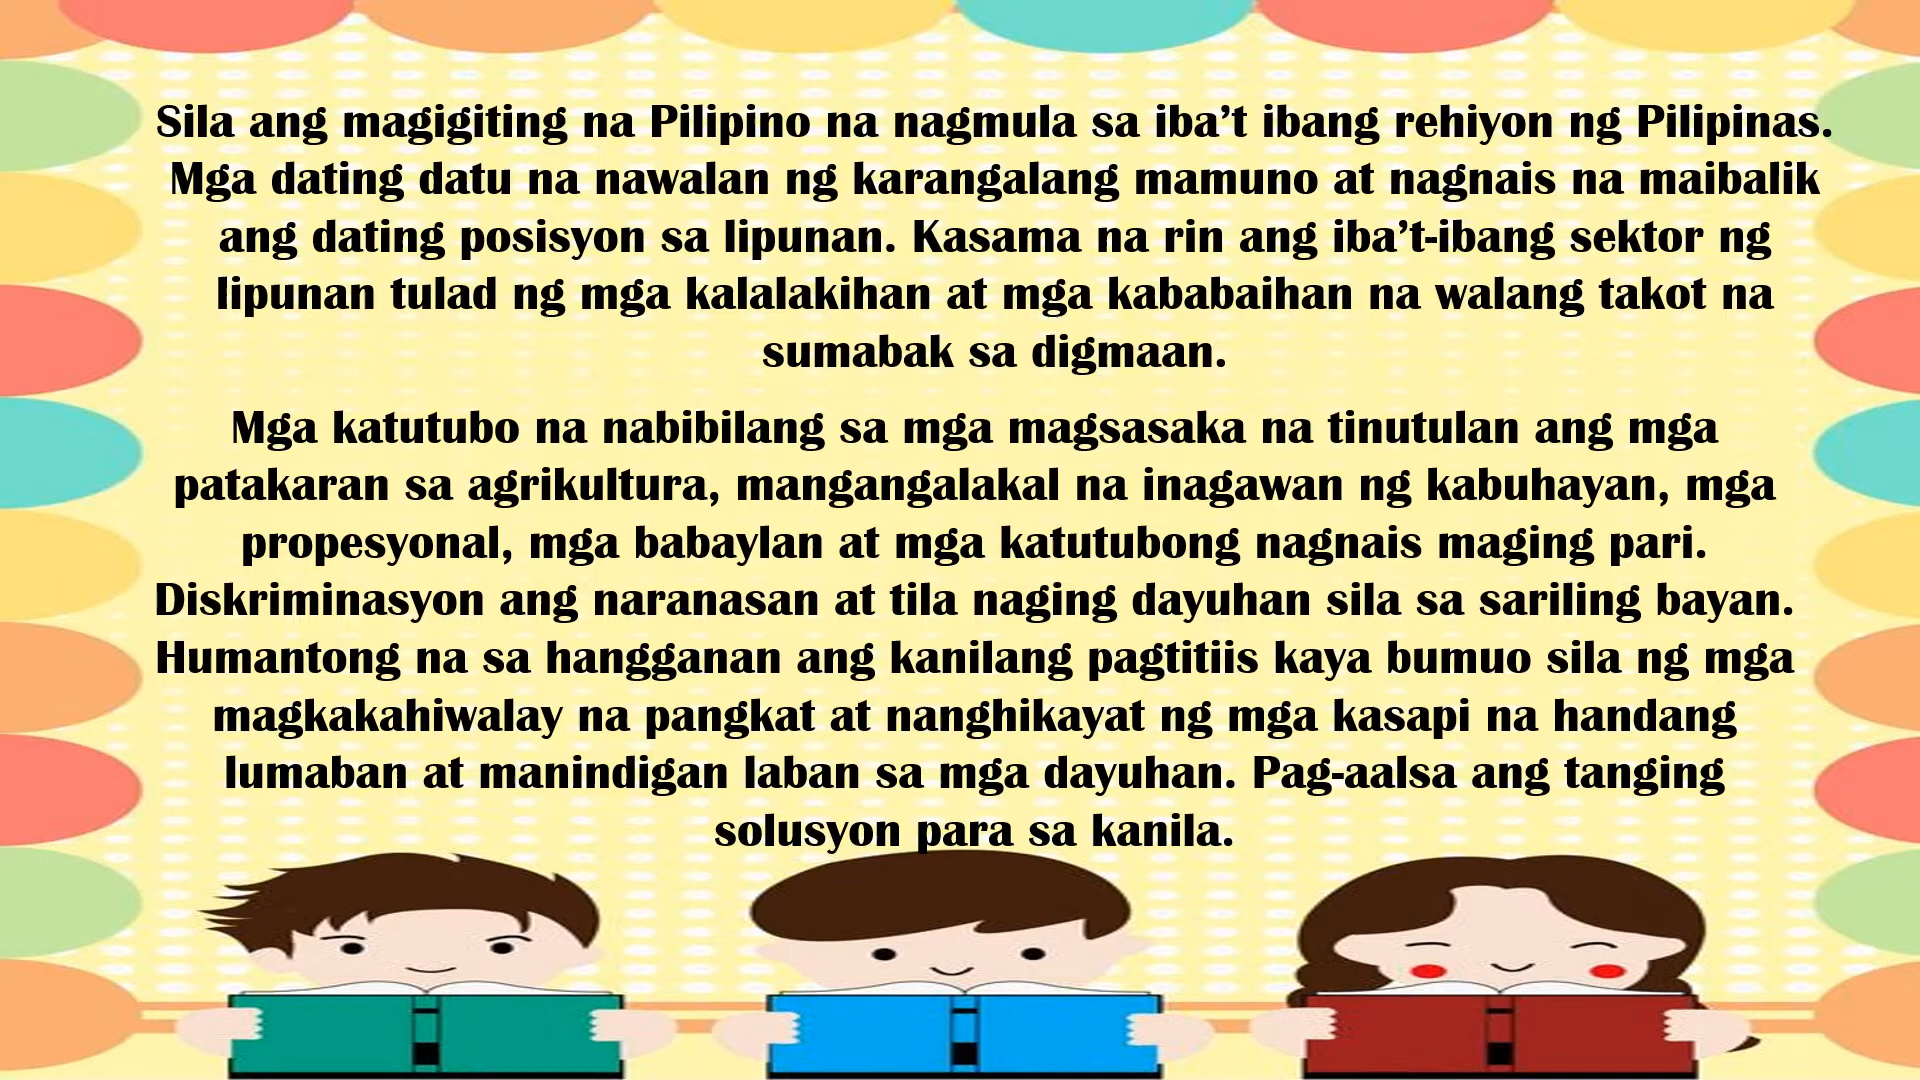 Sila ang magigiting na Pilipino na nagmula sa iba’t ibang rehiyon ng Pilipinas.
Mga dating datu na nawalan ng karangalang mamuno at nagnais na maibalik
ang dating posisyon sa lipunan. Kasama na rin ang iba’t-ibang sektor ng
lipunan tulad ng mga kalalakihan at mga kababaihan na walang takot na
sumabak sa digmaan.
Mga katutubo na nabibilang sa mga magsasaka na tinutulan ang mga
patakaran sa agrikultura, mangangalakal na inagawan ng kabuhayan, mga
propesyonal, mga babaylan at mga katutubong nagnais maging pari.
Diskriminasyon ang naranasan at tila naging dayuhan sila sa sariling bayan.
Humantong na sa hangganan ang kanilang pagtitiis kaya bumuo sila ng mga
magkakahiwalay na pangkat at nanghikayat ng mga kasapi na handang
lumaban at manindigan laban sa mga dayuhan. Pag-aalsa ang tanging
solusyon para sa kanila.